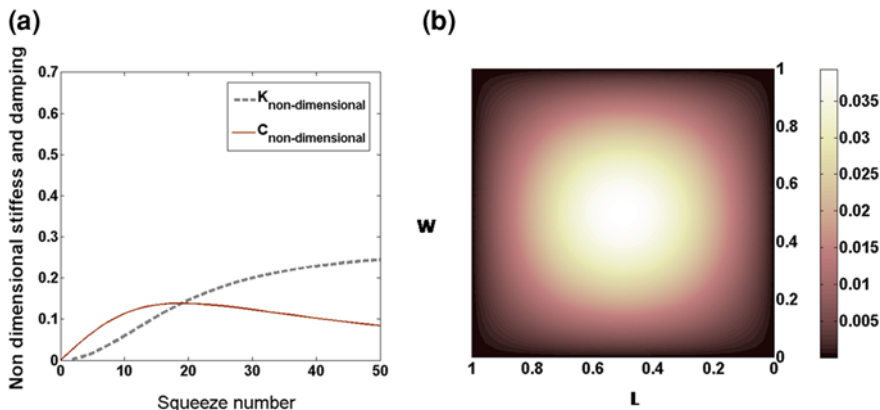 (a)
Non dimensional stiffess and damping
0.7
0.6
0.5
0.4
0.3
0.2
0.1
0
0 10 20 30 40 50
Squeeze number
K non-dimensional
C non-dimensional
(b)
W
1
0.8
0.6
0.4
0.2
0
1 0.8 0.6 0.4 0.2 0
L
0.035
0.03
0.025
0.02
0.015
0.01
0.005